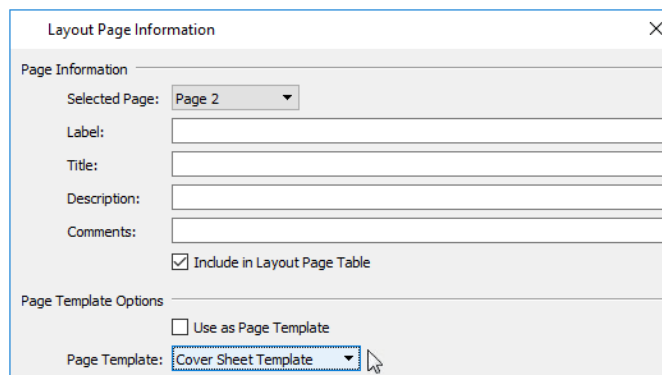 Layout Page Information
Page Information
Selected Page: Page 2
Label:
Title:
Description:
Comments:
Include in Layout Page Table
Page Template Options
Use as Page Template
Page Template: Cover Sheet Template